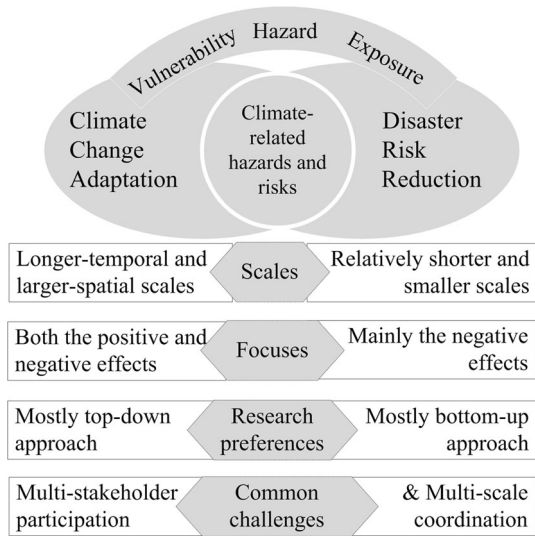 Vulnerability Hazard Exposure
Climate
Change
Adaptation
Climate-
related
hazards and
risks
Disaster
Risk
Reduction
Longer-temporal and
larger-spatial scales
Scales
Relatively shorter and
smaller scales
Both the positive and
negative effects
Focuses
Mainly the negative
effects
Mostly top-down
approach
Research
preferences
Mostly bottom-up
approach
Multi-stakeholder
participation
Common
challenges
& Multi-scale
coordination